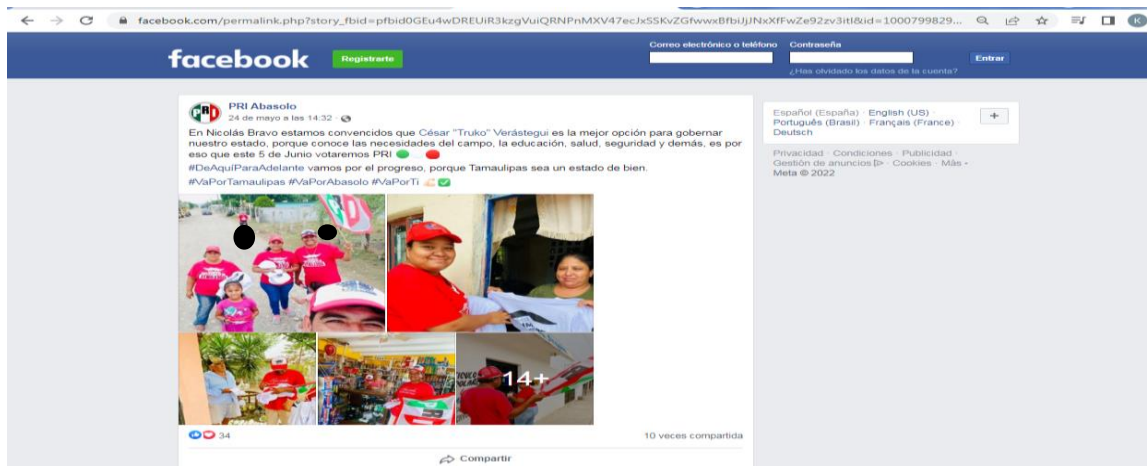 facebook.com/permalink.php?story_fbid=pfbid0GEu4wDREUiR3kzgVuiQRNPnMXV47ecJxSSKvZGfwwxBfbiJjJNxXfFwZe92zv3itl&id=1000799829...
facebook
Registrarte
Correo electrónico o teléfono
Contraseña
¿Has olvidado los datos de la cuenta?
Entrar
PRI Abasolo
24 de mayo a las 14:32 ·
En Nicolás Bravo estamos convencidos que César "Truko" Verástegui es la mejor opción para gobernar
nuestro estado, porque conoce las necesidades del campo, la educación, salud, seguridad y demás, es por
eso que este 5 de Junio votaremos PRI
#DeAquíParaAdelante vamos por el progreso, porque Tamaulipas sea un estado de bien.
#VaPorTamaulipas #VaPorAbasolo #VaPorTi
14+
34
10 veces compartida
Compartir
Español (España) · English (US) ·
Português (Brasil) · Français (France) ·
Deutsch
Privacidad · Condiciones · Publicidad ·
Gestión de anuncios · Cookies · Más
Meta © 2022